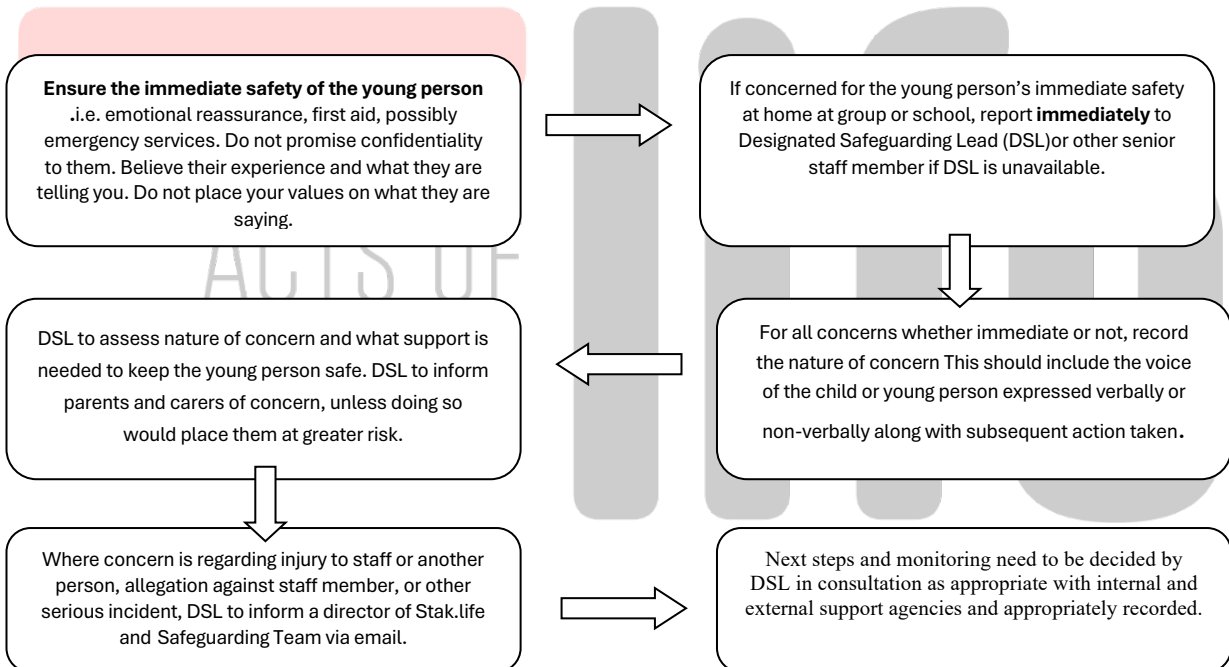 Ensure the immediate safety of the young person
.i.e. emotional reassurance, first aid, possibly
emergency services. Do not promise confidentiality
to them. Believe their experience and what they are
telling you. Do not place your values on what they are
saying.
If concerned for the young person's immediate safety
at home at group or school, report immediately to
Designated Safeguarding Lead (DSL)or other senior
staff member if DSL is unavailable.
ACTS OF
For all concerns whether immediate or not, record
the nature of concern This should include the voice
of the child or young person expressed verbally or
non-verbally along with subsequent action taken.
DSL to assess nature of concern and what support is
needed to keep the young person safe. DSL to inform
parents and carers of concern, unless doing so
would place them at greater risk.
Where concern is regarding injury to staff or another
person, allegation against staff member, or other
serious incident, DSL to inform a director of Stak.life
and Safeguarding Team via email.
Next steps and monitoring need to be decided by
DSL in consultation as appropriate with internal and
external support agencies and appropriately recorded.